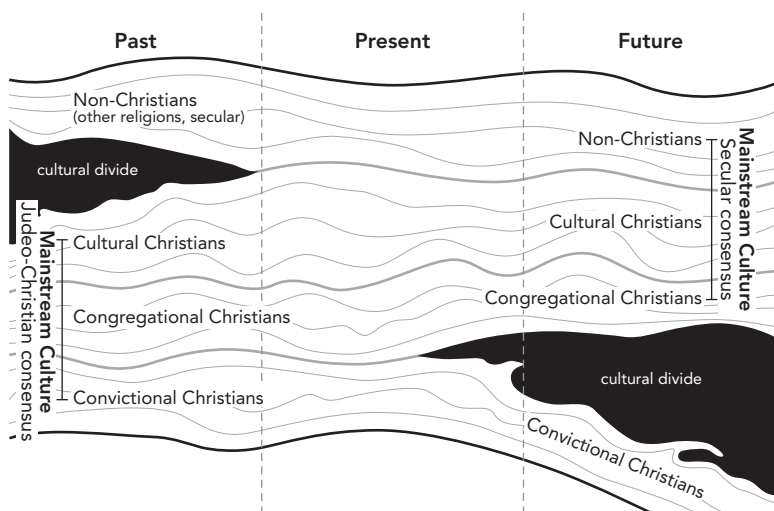 Past
Present
Future
Non-Christians
(other religions, secular)
cultural divide
Mainstream Culture
Judeo-Christian consensus
Cultural Christians
Congregational Christians
Convictional Christians
Non-Christians
Cultural Christians
Congregational Christians
Mainstream Culture
Secular consensus
cultural divide
Convictional Christians